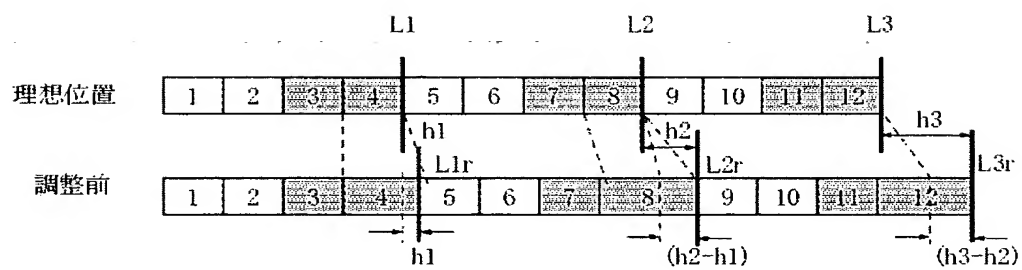 L1 L2 L3
理想位置 1 2 3 4 5 6 7 8 9 10 11 12
h1 h2 h3
L1r L2r L3r
調整前 1 2 3 4 5 6 7 8 9 10 11 12
h1 (h2-h1) (h3-h2)